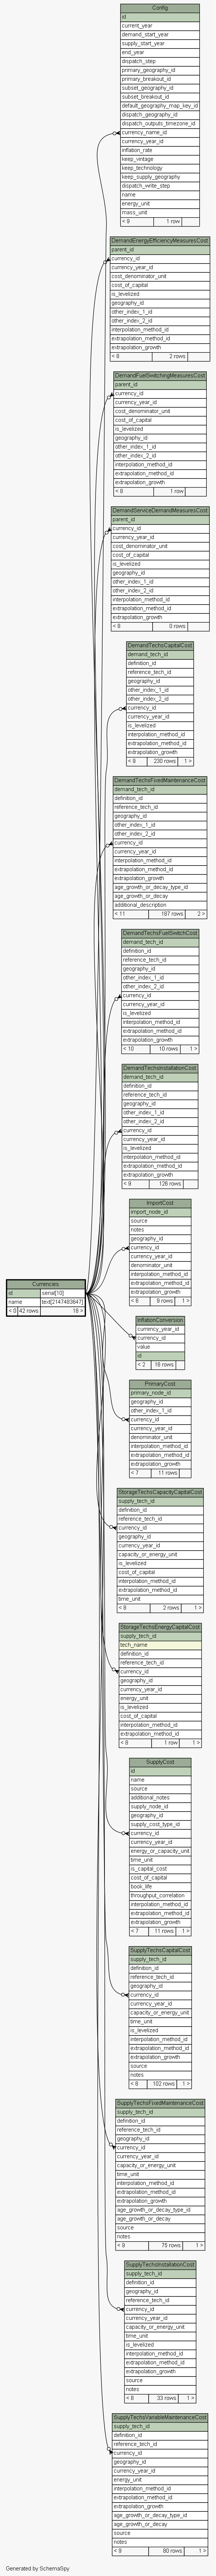 Config
id
current_year
demand_start_year
supply_start_year
end_year
dispatch_step
primary_geography_id
primary_breakout_id
subset_geography_id
subset_breakout_id
default_geography_map_key_id
dispatch_geography_id
dispatch_outputs_timezone_id
currency_name_id
currency_year_id
inflation_rate
keep_vintage
keep_technology
keep_supply_geography
dispatch_write_step
name
energy_unit
mass_unit
< 9 1 row
DemandEnergyEfficiencyMeasuresCost
parent_id
currency_id
currency_year_id
cost_denominator_unit
cost_of_capital
is_levelized
geography_id
other_index_1_id
other_index_2_id
interpolation_method_id
extrapolation_method_id
extrapolation_growth
< 8 2 rows
DemandFuelSwitchingMeasuresCost
parent_id
currency_id
currency_year_id
cost_denominator_unit
cost_of_capital
is_levelized
geography_id
other_index_1_id
other_index_2_id
interpolation_method_id
extrapolation_method_id
extrapolation_growth
< 8 1 row
DemandServiceDemandMeasuresCost
parent_id
currency_id
currency_year_id
cost_denominator_unit
cost_of_capital
is_levelized
geography_id
other_index_1_id
other_index_2_id
interpolation_method_id
extrapolation_method_id
extrapolation_growth
< 8 0 rows
DemandTechsCapitalCost
demand_tech_id
definition_id
reference_tech_id
geography_id
other_index_1_id
other_index_2_id
currency_id
currency_year_id
is_levelized
interpolation_method_id
extrapolation_method_id
extrapolation_growth
< 8 230 rows 1 >
DemandTechsFixedMaintenanceCost
demand_tech_id
definition_id
reference_tech_id
geography_id
other_index_1_id
other_index_2_id
currency_id
currency_year_id
interpolation_method_id
extrapolation_method_id
extrapolation_growth
age_growth_or_decay_type_id
age_growth_or_decay
additional_description
< 11 187 rows 2 >
DemandTechsFuelSwitchCost
demand_tech_id
definition_id
reference_tech_id
geography_id
other_index_1_id
other_index_2_id
currency_id
currency_year_id
is_levelized
interpolation_method_id
extrapolation_method_id
extrapolation_growth
< 10 10 rows 1 >
DemandTechsInstallationCost
demand_tech_id
definition_id
reference_tech_id
geography_id
other_index_1_id
other_index_2_id
currency_id
currency_year_id
is_levelized
interpolation_method_id
extrapolation_method_id
extrapolation_growth
< 9 126 rows 1 >
ImportCost
import_node_id
source
notes
geography_id
currency_id
currency_year_id
denominator_unit
interpolation_method_id
extrapolation_method_id
extrapolation_growth
< 6 9 rows 1 >
Currencies
id serial[10]
name text[2147483647]
< 0 42 rows 18 >
InflationConversion
currency_year_id
currency_id
value
id
< 2 18 rows
PrimaryCost
primary_node_id
geography_id
other_index_1_id
currency_id
currency_year_id
denominator_unit
interpolation_method_id
extrapolation_method_id
extrapolation_growth
< 7 11 rows
StorageTechsCapacityCapitalCost
supply_tech_id
definition_id
reference_tech_id
currency_id
geography_id
currency_year_id
capacity_or_energy_unit
is_levelized
cost_of_capital
interpolation_method_id
extrapolation_method_id
time_unit
< 8 2 rows 1 >
StorageTechsEnergyCapitalCost
supply_tech_id
tech_name
definition_id
reference_tech_id
currency_id
geography_id
currency_year_id
energy_unit
is_levelized
cost_of_capital
interpolation_method_id
extrapolation_method_id
< 8 1 row 1 >
SupplyCost
id
name
source
additional_notes
supply_node_id
geography_id
supply_cost_type_id
currency_id
currency_year_id
energy_or_capacity_unit
time_unit
is_capital_cost
cost_of_capital
book_life
throughput_correlation
interpolation_method_id
extrapolation_method_id
extrapolation_growth
< 7 11 rows 1 >
SupplyTechsCapitalCost
supply_tech_id
definition_id
reference_tech_id
geography_id
currency_id
currency_year_id
capacity_or_energy_unit
time_unit
is_levelized
interpolation_method_id
extrapolation_method_id
extrapolation_growth
source
notes
< 8 102 rows 1 >
SupplyTechsFixedMaintenanceCost
supply_tech_id
definition_id
reference_tech_id
geography_id
currency_id
currency_year_id
capacity_or_energy_unit
time_unit
interpolation_method_id
extrapolation_method_id
extrapolation_growth
age_growth_or_decay_type_id
age_growth_or_decay
source
notes
< 9 75 rows 1 >
SupplyTechsInstallationCost
supply_tech_id
definition_id
geography_id
reference_tech_id
currency_id
currency_year_id
capacity_or_energy_unit
time_unit
is_levelized
interpolation_method_id
extrapolation_method_id
extrapolation_growth
source
notes
< 8 33 rows 1 >
SupplyTechsVariableMaintenanceCost
supply_tech_id
definition_id
reference_tech_id
currency_id
geography_id
currency_year_id
energy_unit
interpolation_method_id
extrapolation_method_id
extrapolation_growth
age_growth_or_decay_type_id
age_growth_or_decay
source
notes
< 9 80 rows 1 >
Generated by SchemaSpy